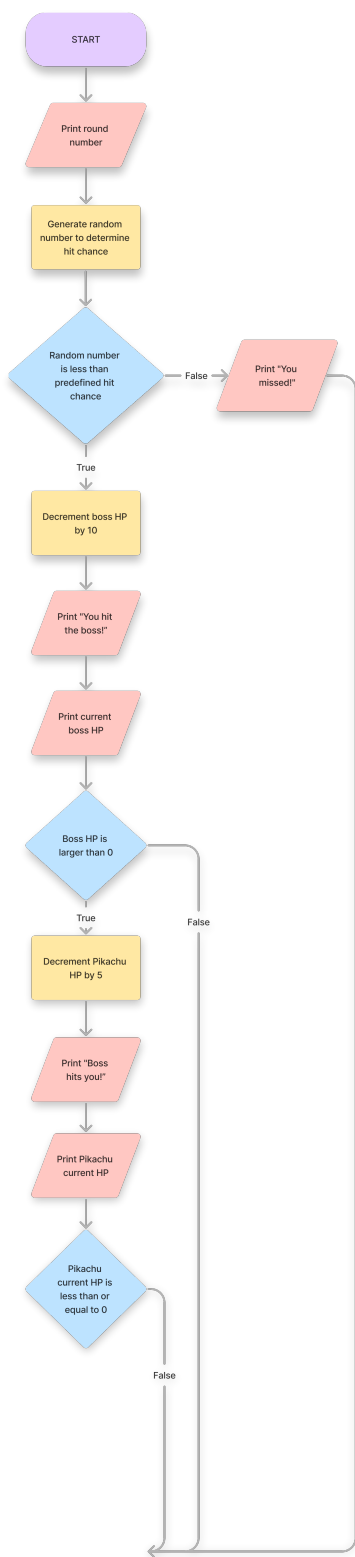 START
Print round
number
Generate random
number to determine
hit chance
Random number
is less than
predefined hit
chance
False
Print "You
missed!"
True
Decrement boss HP
by 10
Print "You hit
the boss!"
Print current
boss HP
Boss HP is
larger than 0
True
False
Decrement Pikachu
HP by 5
Print "Boss
hits you!"
Print Pikachu
current HP
Pikachu
current HP is
less than or
equal to 0
False